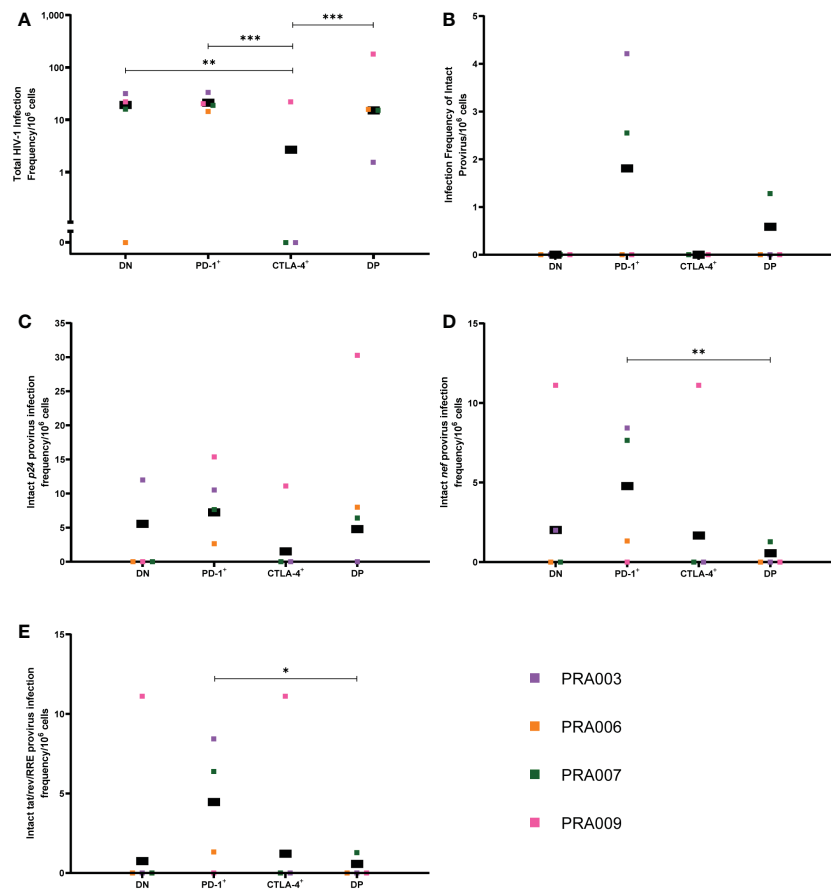 A
Total HIV-1 Infection
Frequency/10⁶ cells
1,000
100
10
1
0
**
***
***
DN
PD-1⁺
CTLA-4⁺
DP
B
Infection Frequency of Intact
Provirus/10⁶ cells
5
4
3
2
1
0
DN
PD-1⁺
CTLA-4⁺
DP
C
Intact p24 provirus infection
frequency/10⁶ cells
35
30
25
20
15
10
5
0
DN
PD-1⁺
CTLA-4⁺
DP
D
Intact nef provirus infection
frequency/10⁶ cells
15
10
5
0
**
DN
PD-1⁺
CTLA-4⁺
DP
E
Intact tat/rev/RRE provirus infection
frequency/10⁶ cells
15
10
5
0
*
DN
PD-1⁺
CTLA-4⁺
DP
PRA003
PRA006
PRA007
PRA009